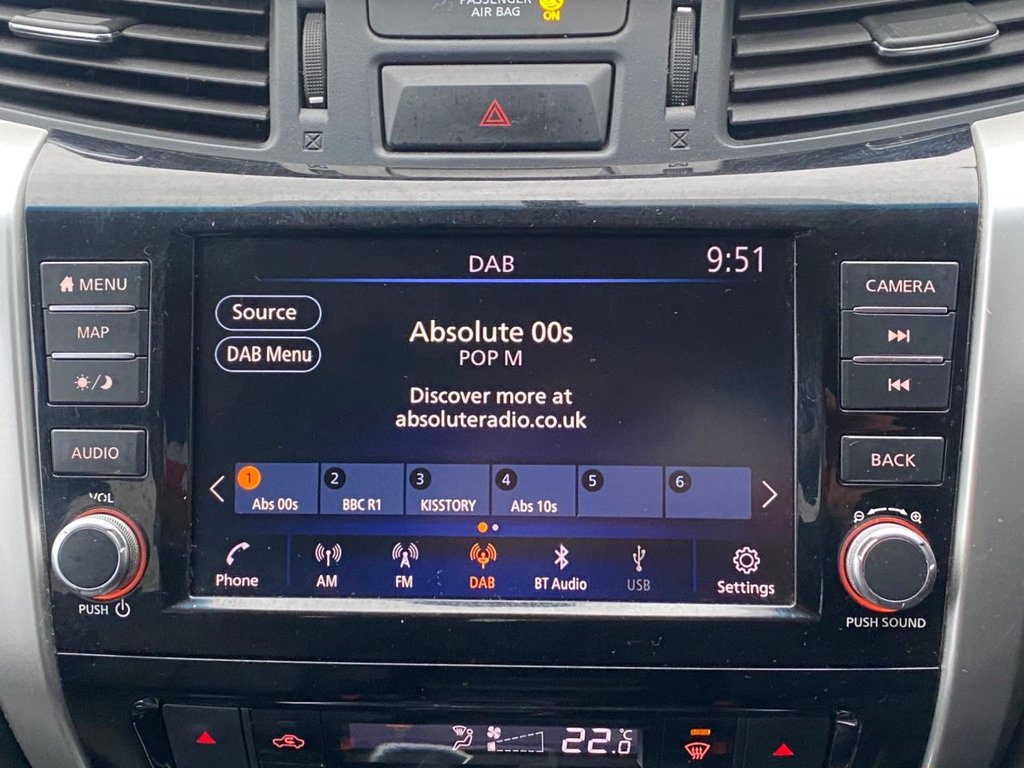 PASSENGER
AIR BAG
ON
MENU
MAP
AUDIO
VOL
PUSH
DAB
9:51
Source
DAB Menu
Absolute 00s
POP M
Discover more at
absoluteradio.co.uk
1
Abs 00s
2
BBC R1
3
KISSTORY
4
Abs 10s
5
6
Phone
AM
FM
DAB
BT Audio
USB
Settings
CAMERA
BACK
PUSH SOUND
22.0°C